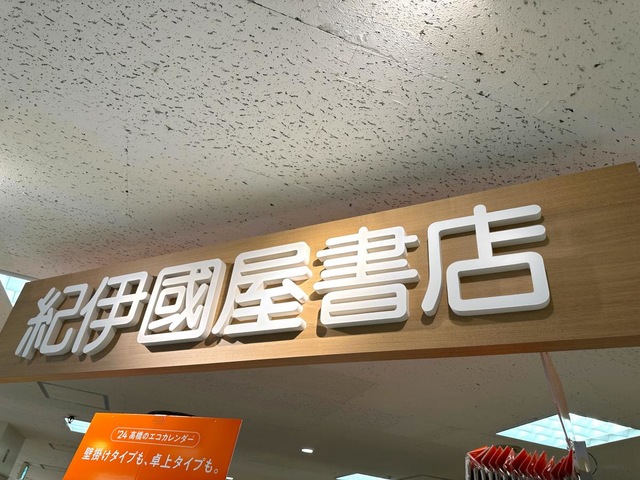 紀伊國屋書店
'24 高橋のエコカレンダー
壁掛けタイプも、卓上タイプも。